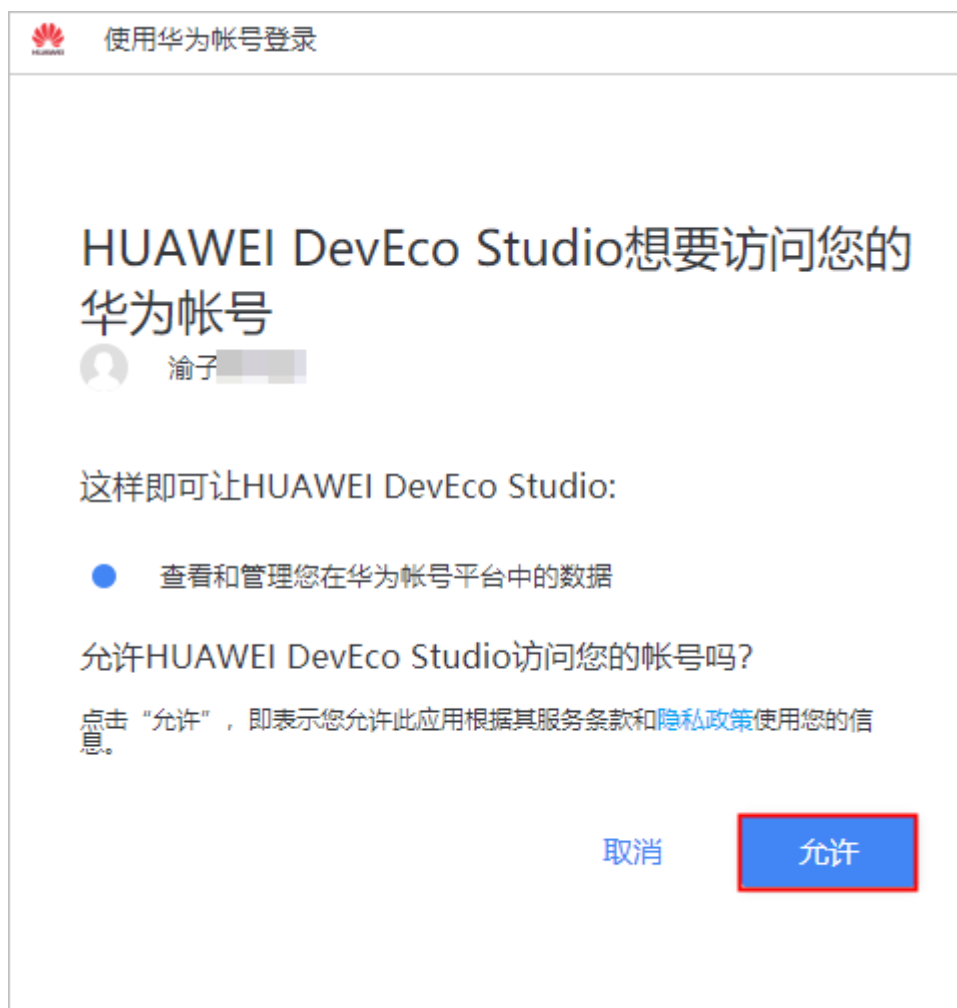 HUAWEI
使用华为帐号登录
HUAWEI DevEco Studio想要访问您的
华为帐号
渝子
这样即可让HUAWEI DevEco Studio:
查看和管理您在华为帐号平台中的数据
允许HUAWEI DevEco Studio访问您的帐号吗?
点击“允许”，即表示您允许此应用根据其服务条款和隐私政策使用您的信
息。
取消
允许